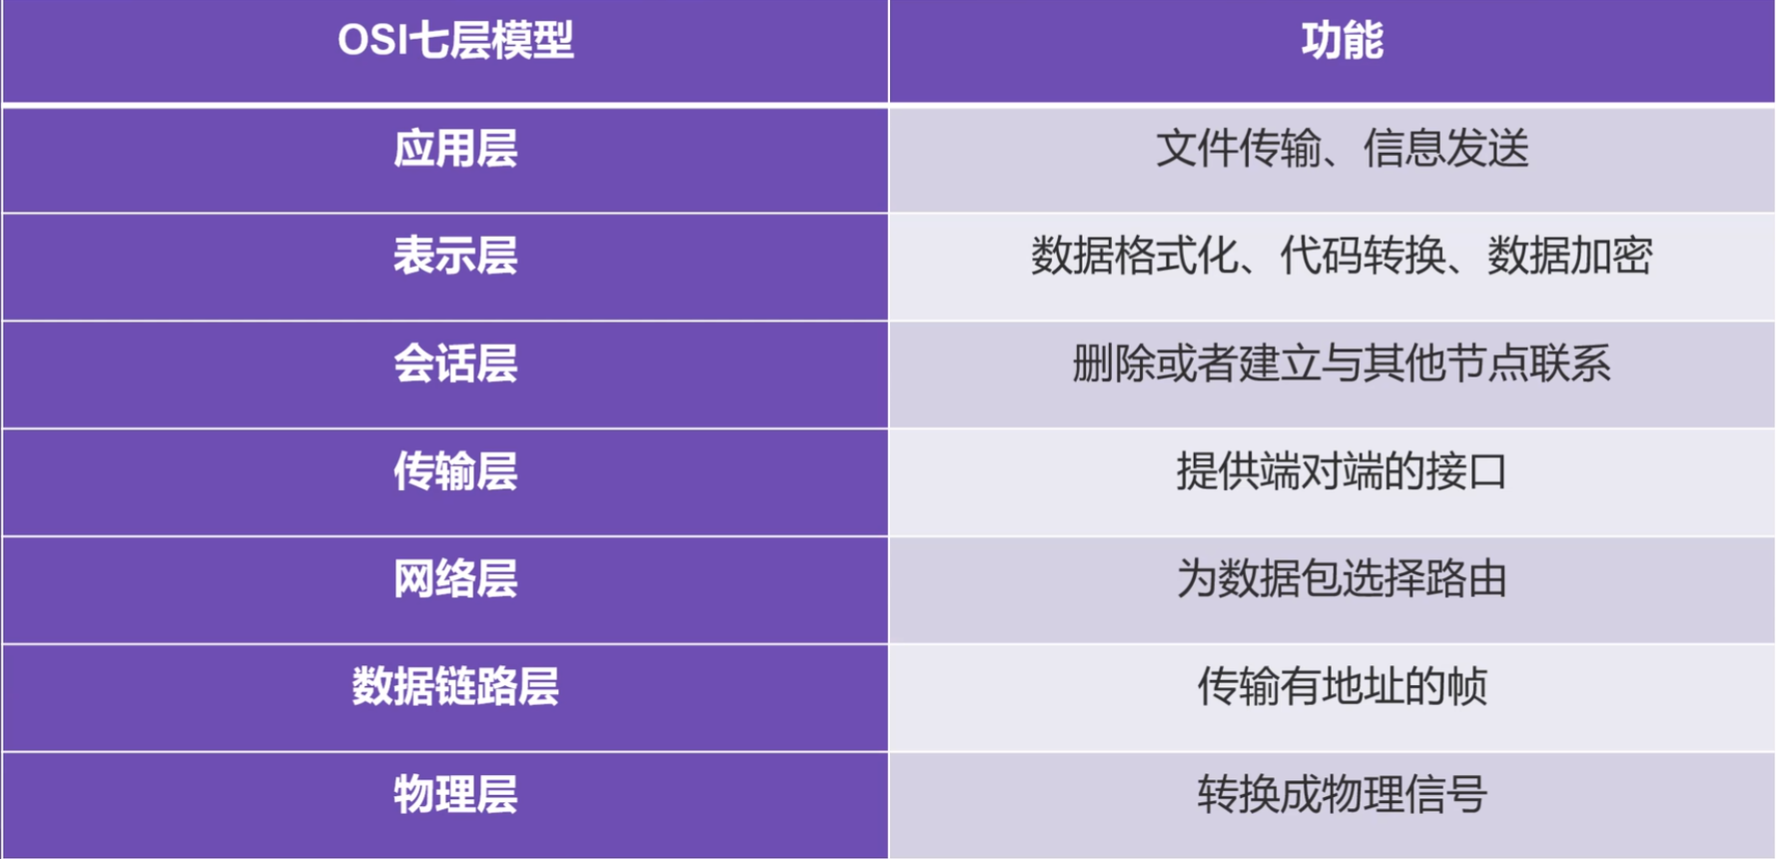 OSI七层模型
功能
应用层
文件传输、信息发送
表示层
数据格式化、代码转换、数据加密
会话层
删除或者建立与其他节点联系
传输层
提供端对端的接口
网络层
为数据包选择路由
数据链路层
传输有地址的帧
物理层
转换成物理信号